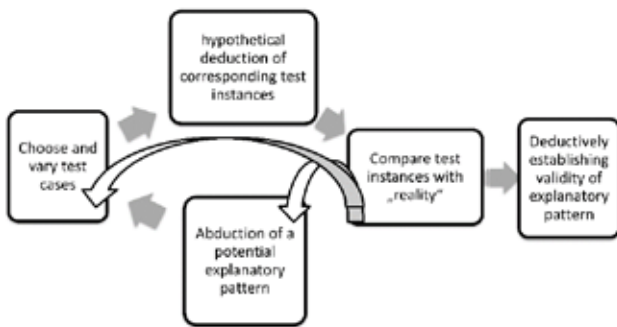 hypothetical
deduction of
corresponding test
instances
Choose and
vary test
cases
Compare test
instances with
„reality“
Deductively
establishing
validity of
explanatory
pattern
Abduction of a
potential
explanatory
pattern